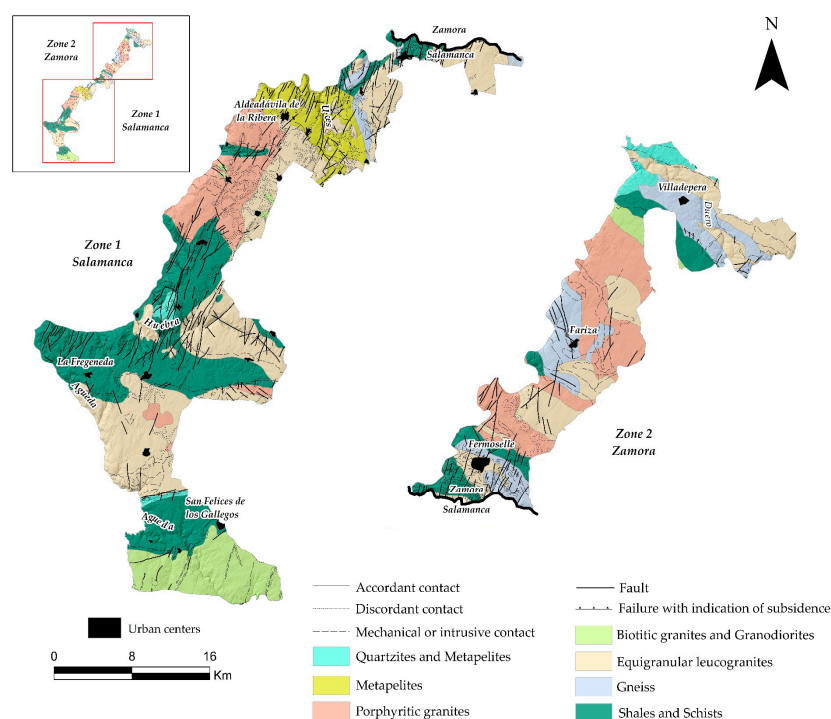 Zone 2
Zamora
Zone 1
Salamanca
Zamora
Salamanca
N
Aldeadávila de
la Ribera
Uces
Villadepera
Duero
Zone 1
Salamanca
Huebra
La Fregeneda
Agueda
Fariza
Zone 2
Zamora
Fermoselle
Zamora
Salamanca
San Felices de
los Gallegos
Agueda
Urban centers
0 8 16
Km
Accordant contact
Discordant contact
Mechanical or intrusive contact
Quartzites and Metapelites
Metapelites
Porphyritic granites
Fault
Failure with indication of subsidence
Biotitic granites and Granodiorites
Equigranular leucogranites
Gneiss
Shales and Schists